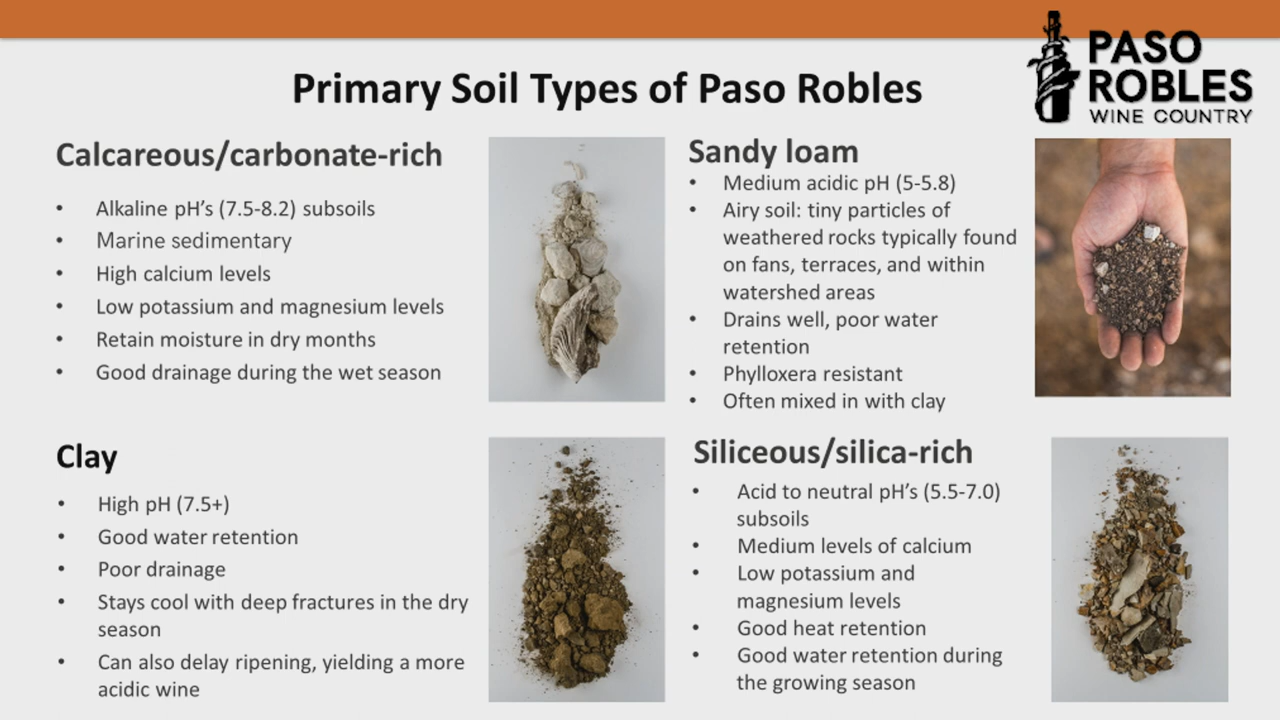 PASO
ROBLES
WINE COUNTRY
Primary Soil Types of Paso Robles
Calcareous/carbonate-rich
• Alkaline pH's (7.5-8.2) subsoils
• Marine sedimentary
• High calcium levels
• Low potassium and magnesium levels
• Retain moisture in dry months
• Good drainage during the wet season
Sandy loam
• Medium acidic pH (5-5.8)
• Airy soil: tiny particles of
weathered rocks typically found
on fans, terraces, and within
watershed areas
• Drains well, poor water
retention
• Phylloxera resistant
• Often mixed in with clay
Clay
• High pH (7.5+)
• Good water retention
• Poor drainage
• Stays cool with deep fractures in the dry
season
• Can also delay ripening, yielding a more
acidic wine
Siliceous/silica-rich
• Acid to neutral pH's (5.5-7.0)
subsoils
• Medium levels of calcium
• Low potassium and
magnesium levels
• Good heat retention
• Good water retention during
the growing season